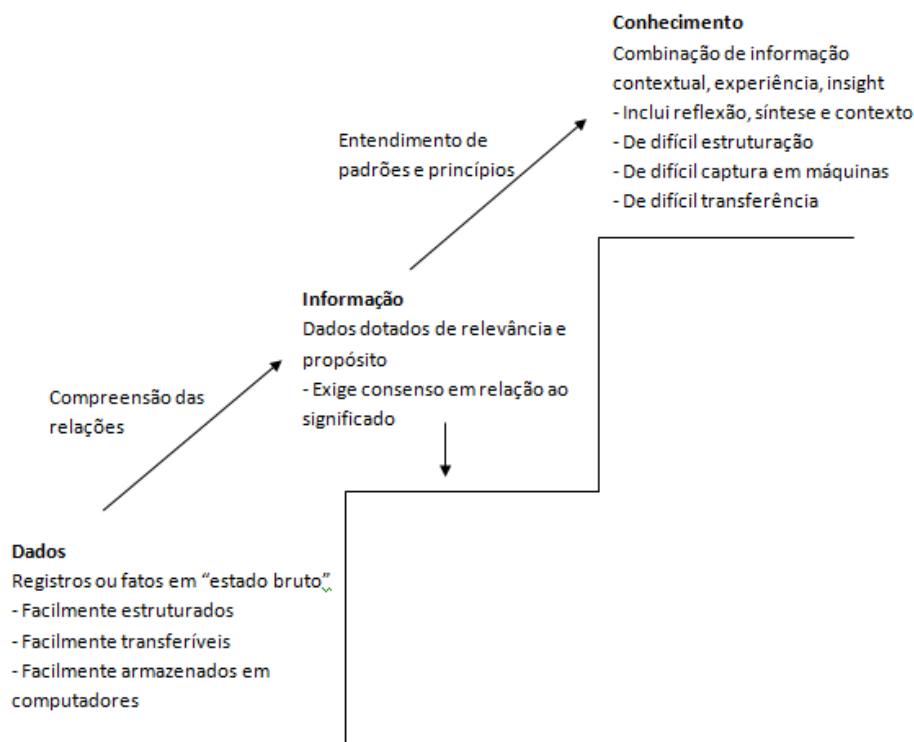 Conhecimento
Combinação de informação
contextual, experiência, insight
- Inclui reflexão, síntese e contexto
- De difícil estruturação
- De difícil captura em máquinas
- De difícil transferência
Entendimento de
padrões e princípios
Informação
Dados dotados de relevância e
propósito
- Exige consenso em relação ao
significado
Compreensão das
relações
Dados
Registros ou fatos em “estado bruto”
- Facilmente estruturados
- Facilmente transferíveis
- Facilmente armazenados em
computadores